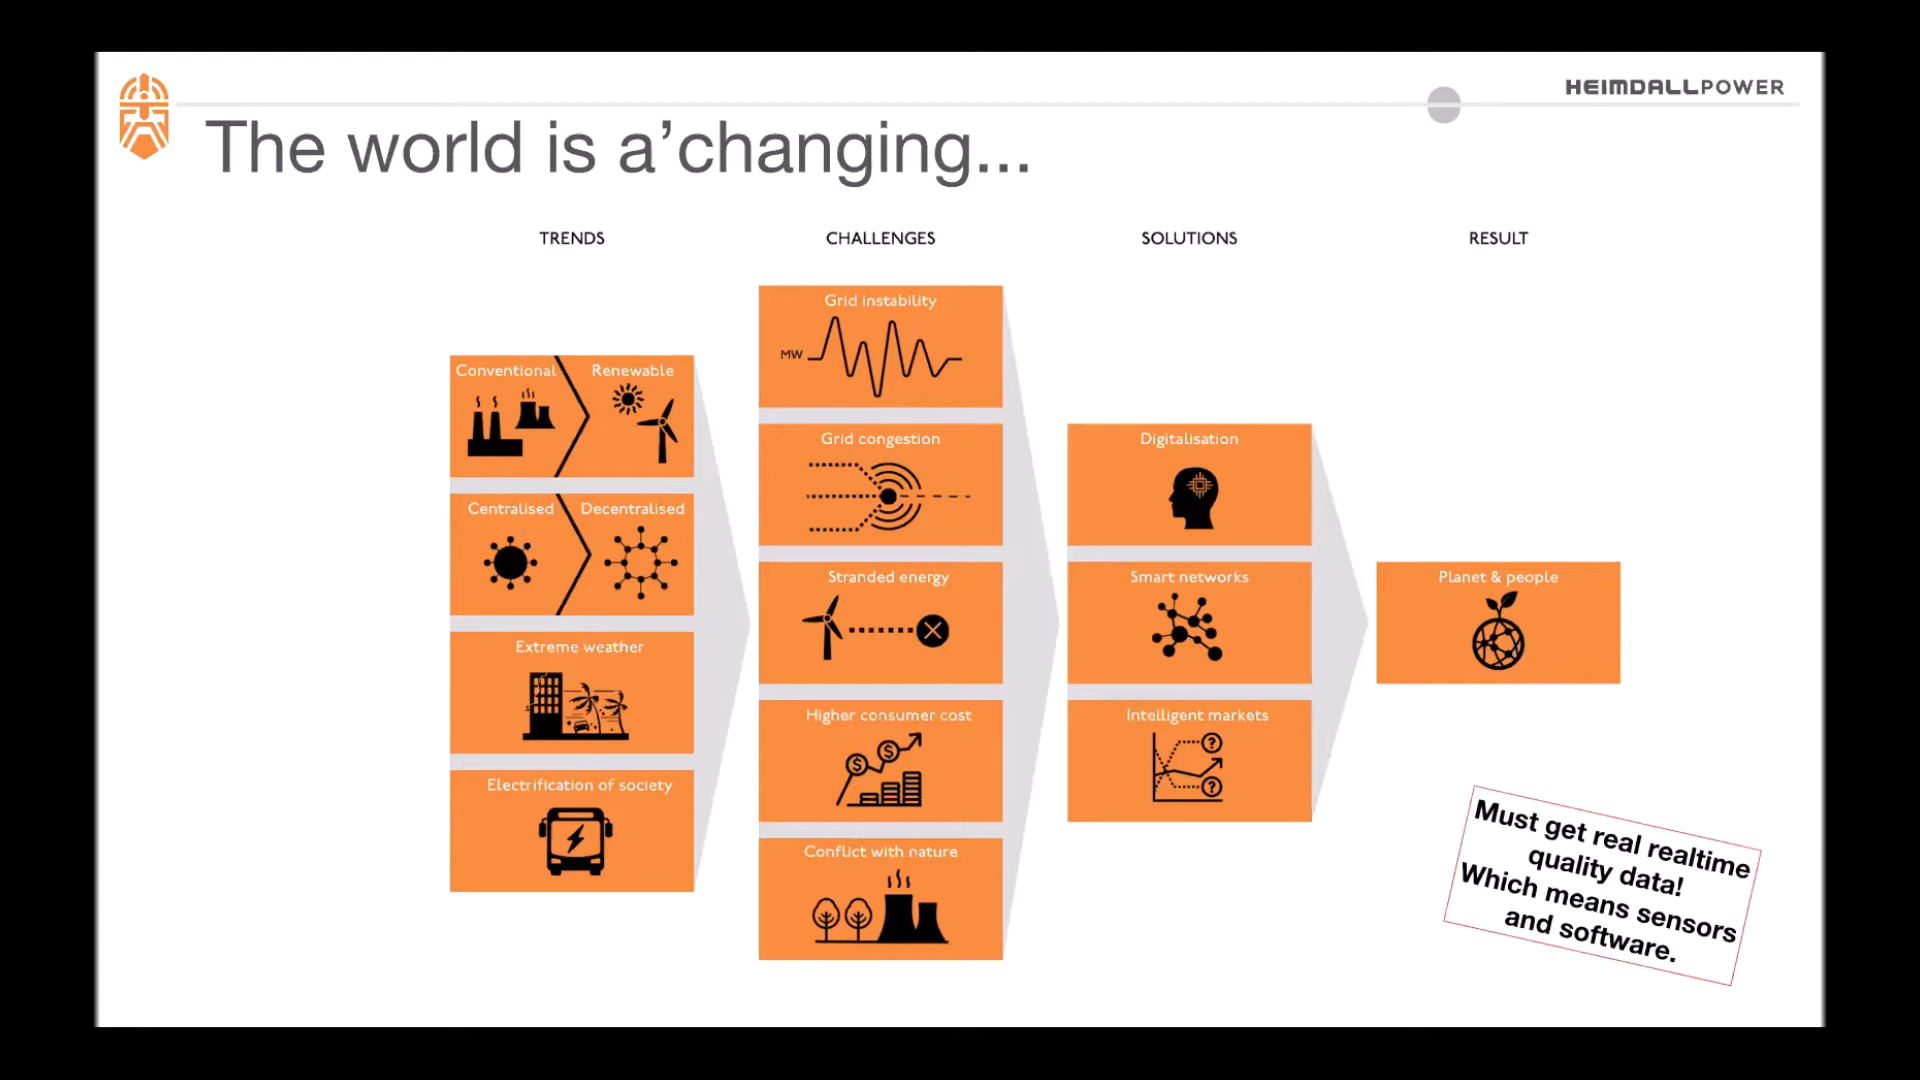 HEIMDALLPOWER
The world is a’changing...
TRENDS
CHALLENGES
SOLUTIONS
RESULT
Conventional
Renewable
Centralised
Decentralised
Extreme weather
Electrification of society
Grid instability
MW
Grid congestion
Stranded energy
Higher consumer cost
$ $
Conflict with nature
Digitalisation
Smart networks
Intelligent markets
?
?
Planet & people
Must get real realtime
quality data!
Which means sensors
and software.